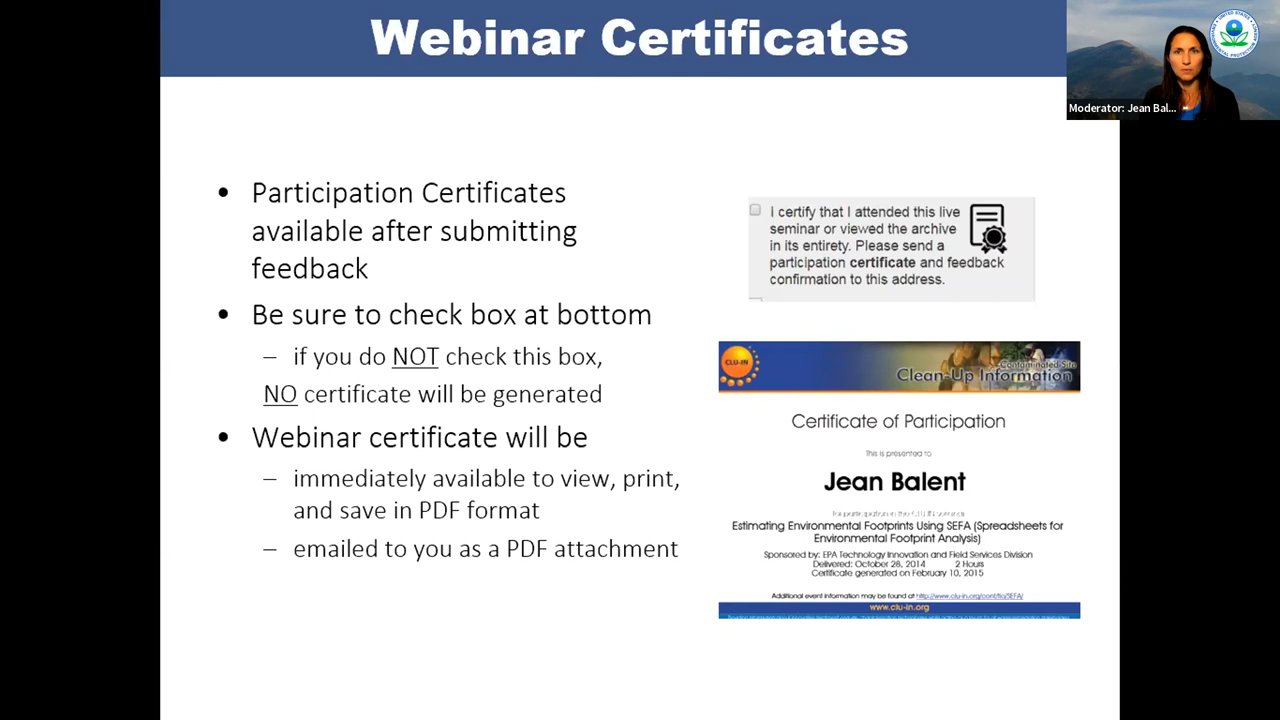 Webinar Certificates
Moderator: Jean Bal...
• Participation Certificates
available after submitting
feedback
• Be sure to check box at bottom
– if you do NOT check this box,
NO certificate will be generated
• Webinar certificate will be
– immediately available to view, print,
and save in PDF format
– emailed to you as a PDF attachment
I certify that I attended this live
seminar or viewed the archive
in its entirety. Please send a
participation certificate and feedback
confirmation to this address.
CLU-IN
Contaminated Site
Clean-Up Information
Certificate of Participation
This is presented to
Jean Balent
for participation in the CLU-IN seminar
Estimating Environmental Footprints Using SEFA (Spreadsheets for
Environmental Footprint Analysis)
Sponsored by: EPA Technology Innovation and Field Services Division
Delivered: October 28, 2014 2 Hours
Certificate generated on February 10, 2015
Additional event information may be found at http://www.clu-in.org/conf/tio/SEFA/
www.clu-in.org